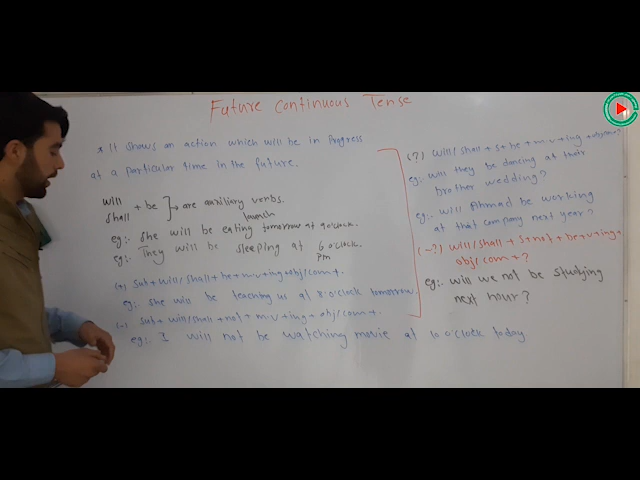 Future Continuous Tense
* It shows an action which will be in Progress
at a particular time in the future.
will
shall + be → are auxiliary verbs.
launch
eg:- she will be eating tomorrow at 9 o'clock.
eg:- They will be sleeping at 6 o'clock.
Pm
(+) sub + will/shall + be + m.v + ing + obj/com + .
eg:- she will be teaching us at 8:o'clock tomorrow.
(-) sub + will/shall + not + m.v + ing + obj/com + .
eg:- I will not be watching movie at 10 o'clock today
(?) will/shall + s + be + m.v + ing +
eg:- will they be dancing at their
brother wedding?
eg:- will Ahmad be working
at that company next year?
(-?) will/shall + s + not + be + v + ing +
obj/com + ?
eg:- will we not be studying
next hour?